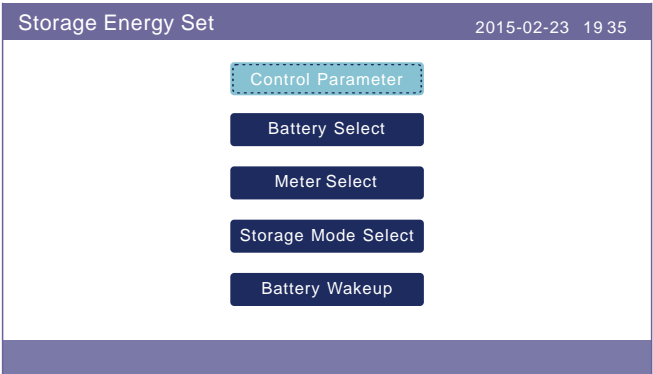 Storage Energy Set
2015-02-23 19 35
Control Parameter
Battery Select
Meter Select
Storage Mode Select
Battery Wakeup